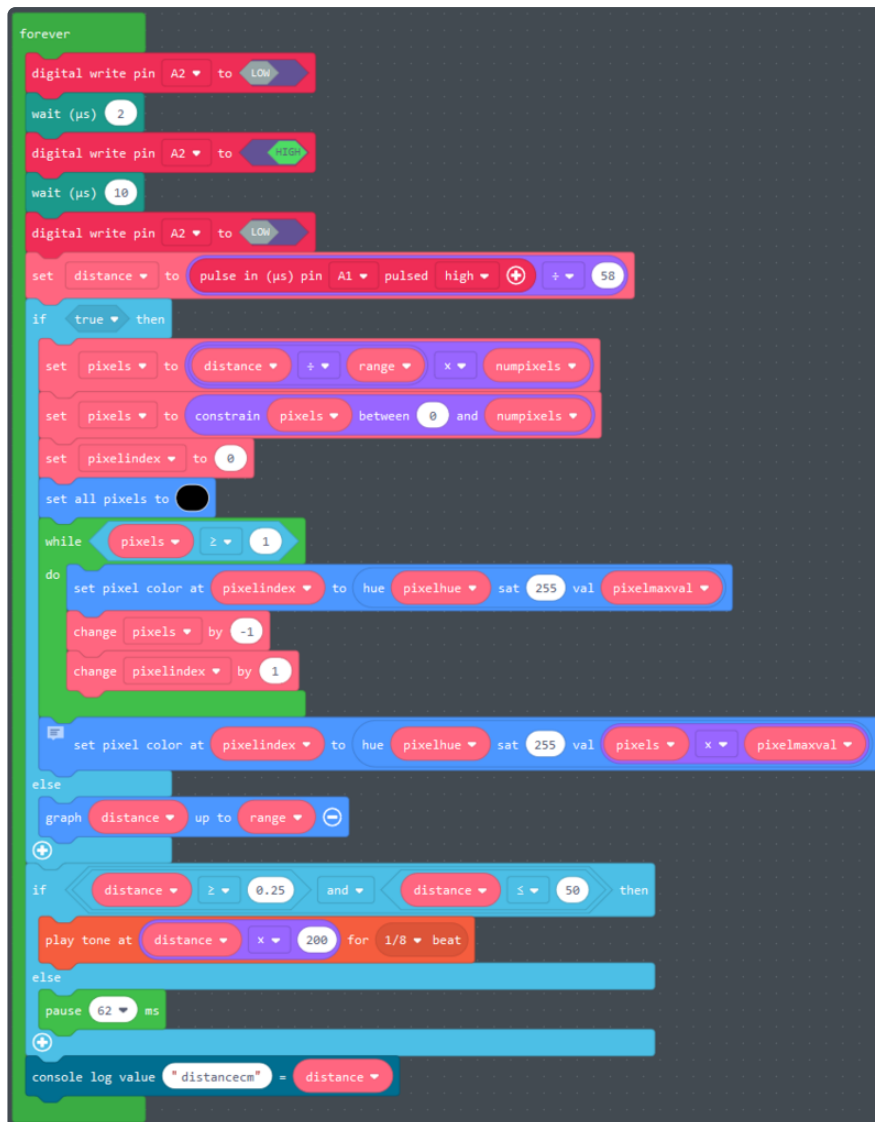 forever
digital write pin A2 to LOW
wait (µs) 2
digital write pin A2 to HIGH
wait (µs) 10
digital write pin A2 to LOW
set distance to pulse in (µs) pin A1 pulsed high ÷ 58
if true then
set pixels to distance ÷ range x numpixels
set pixels to constrain pixels between 0 and numpixels
set pixelindex to 0
set all pixels to
while pixels ≥ 1
do
set pixel color at pixelindex to hue pixelhue sat 255 val pixelmaxval
change pixels by -1
change pixelindex by 1
set pixel color at pixelindex to hue pixelhue sat 255 val pixels x pixelmaxval
else
graph distance up to range
if distance ≥ 0.25 and distance ≤ 50 then
play tone at distance x 200 for 1/8 beat
else
pause 62 ms
console log value "distancecm" = distance